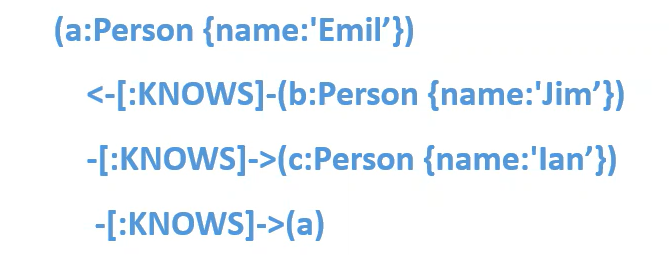 (a:Person {name:'Emil’})
<-[:KNOWS]-(b:Person {name:'Jim’})
-[:KNOWS]->(c:Person {name:'Ian’})
-[:KNOWS]->(a)